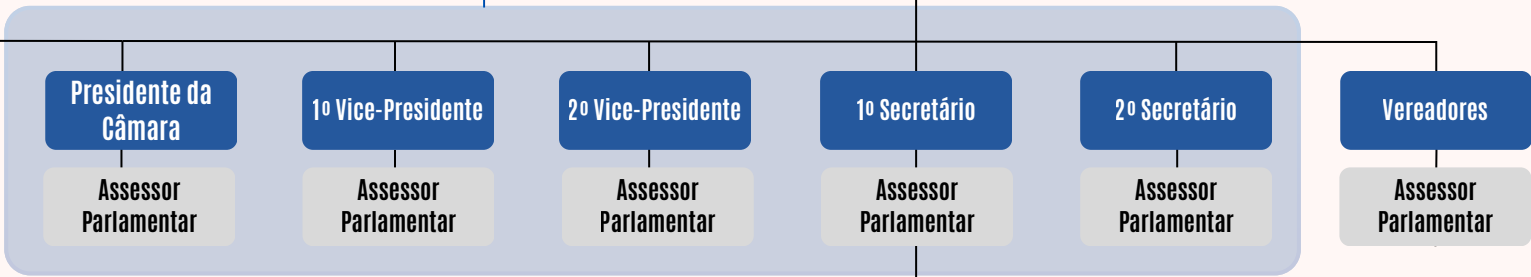 Presidente da
Câmara
1º Vice-Presidente
2º Vice-Presidente
1º Secretário
2º Secretário
Vereadores
Assessor
Parlamentar
Assessor
Parlamentar
Assessor
Parlamentar
Assessor
Parlamentar
Assessor
Parlamentar
Assessor
Parlamentar